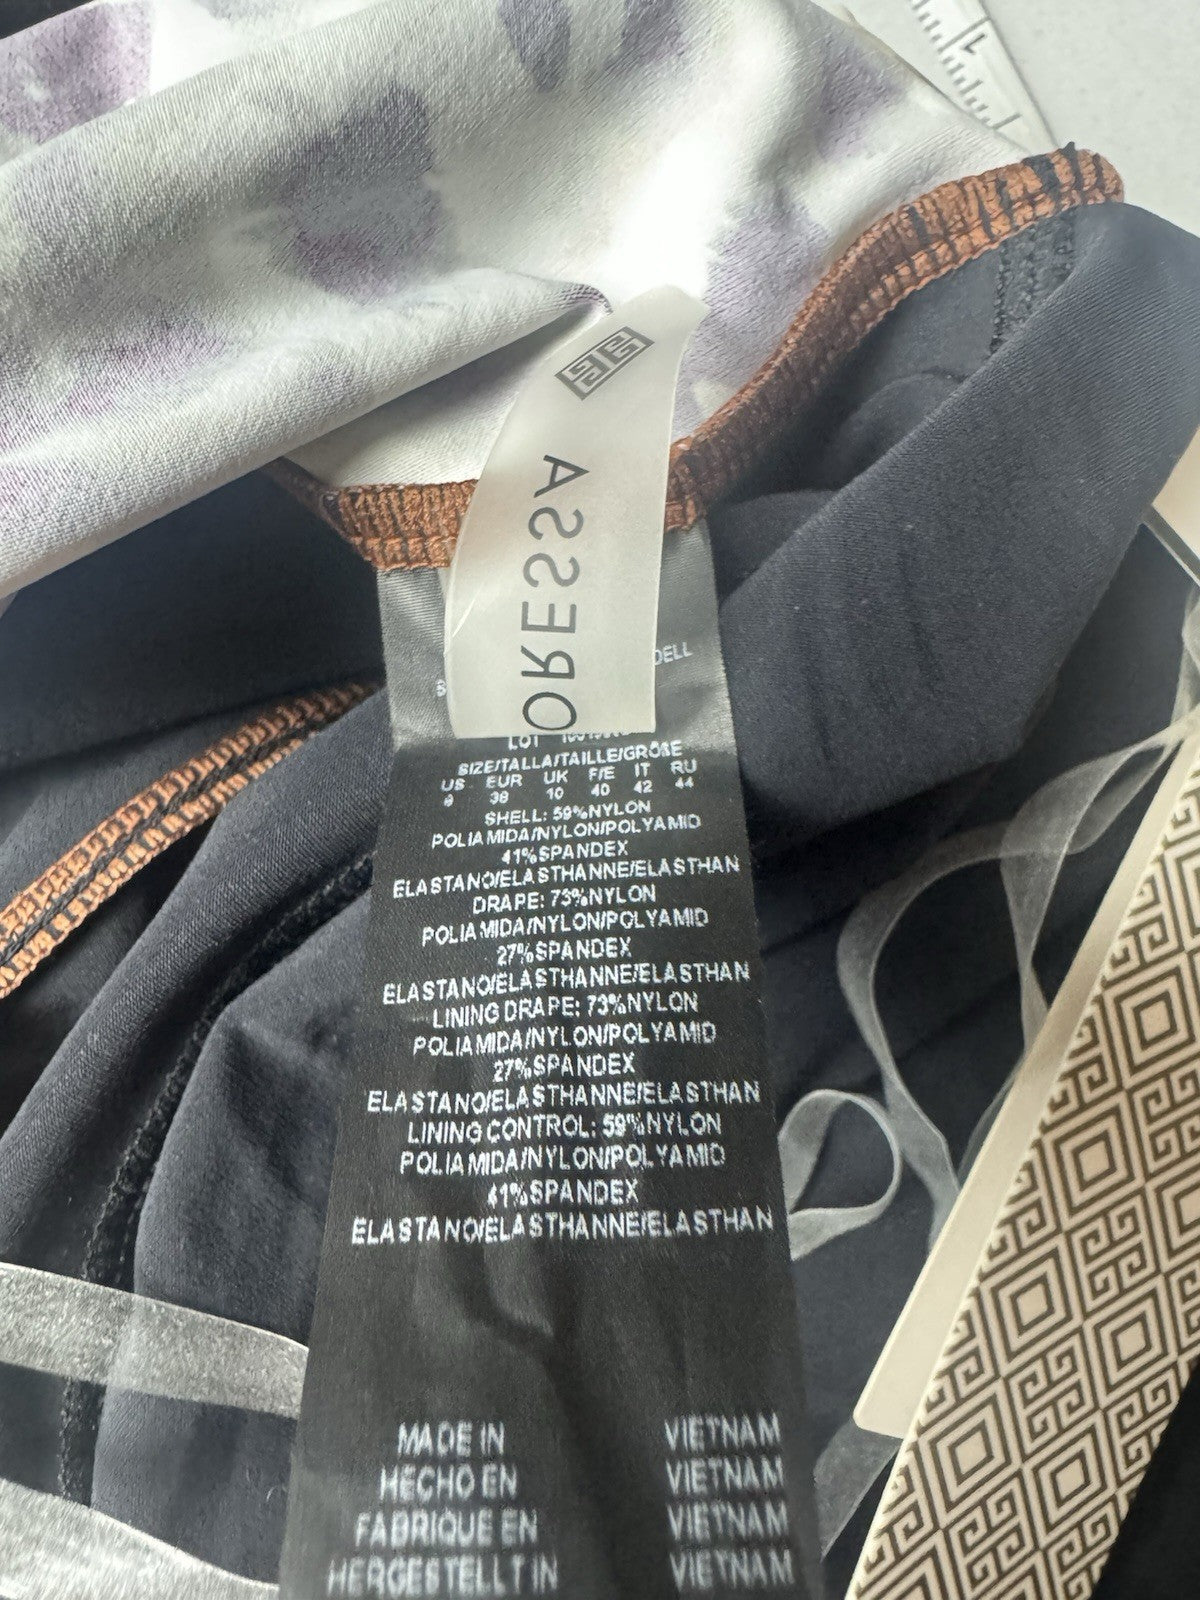 ORESSA
DELL
LOT
SIZE/TALLA/TAILLE/GRÖßE
US EUR UK F/E IT RU
38 10 40 42 44
SHELL: 59%NYLON
POLIAMIDA/NYLON/POLYAMID
41%SPANDEX
ELASTANO/ELASTHANNE/ELASTHAN
DRAPE: 73%NYLON
POLIAMIDA/NYLON/POLYAMID
27%SPANDEX
ELASTANO/ELASTHANNE/ELASTHAN
LINING DRAPE: 73%NYLON
POLIAMIDA/NYLON/POLYAMID
27%SPANDEX
ELASTANO/ELASTHANNE/ELASTHAN
LINING CONTROL: 59%NYLON
POLIAMIDA/NYLON/POLYAMID
41%SPANDEX
ELASTANO/ELASTHANNE/ELASTHAN
MADE IN VIETNAM
HECHO EN VIETNAM
FABRIQUE EN VIETNAM
HERGESTELLT IN VIETNAM